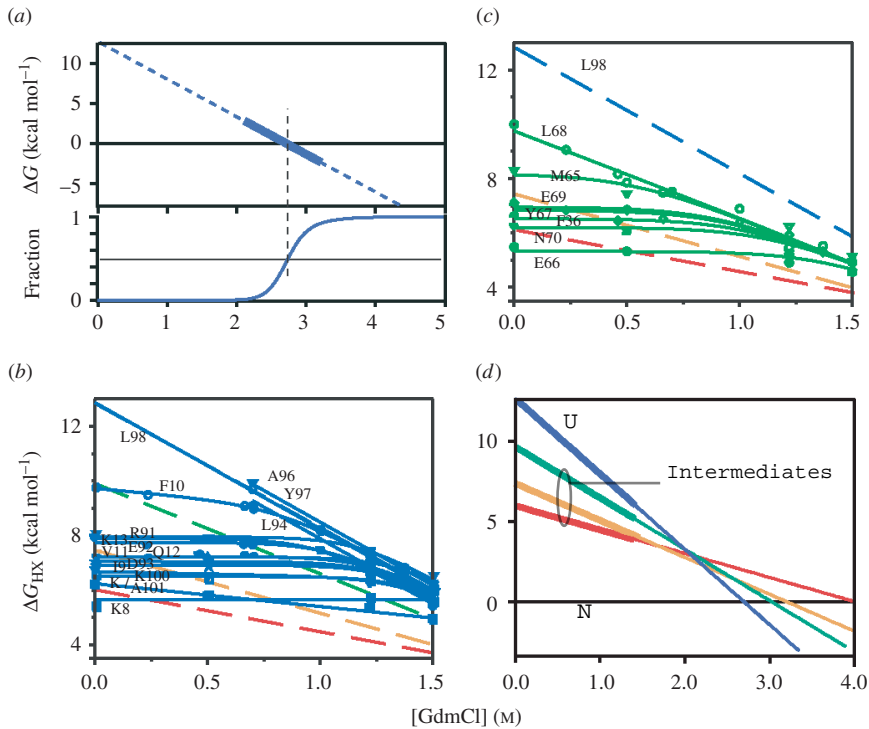 (a)
ΔG (kcal mol⁻¹)
10
5
0
−5
Fraction
1
0
0 1 2 3 4 5
(c)
12
8
4
L98
L68
M65
E69
Y67
F36
N70
E66
0.0 0.5 1.0 1.5
(b)
ΔG_HX (kcal mol⁻¹)
12
8
4
L98
A96
Y97
F10
L94
R91
K13
E92
Q12
V11
D93
I9
K100
K7
A101
K8
0.0 0.5 1.0 1.5
(d)
10
5
0
U
Intermediates
N
0.0 1.0 2.0 3.0 4.0
[GdmCl] (M)